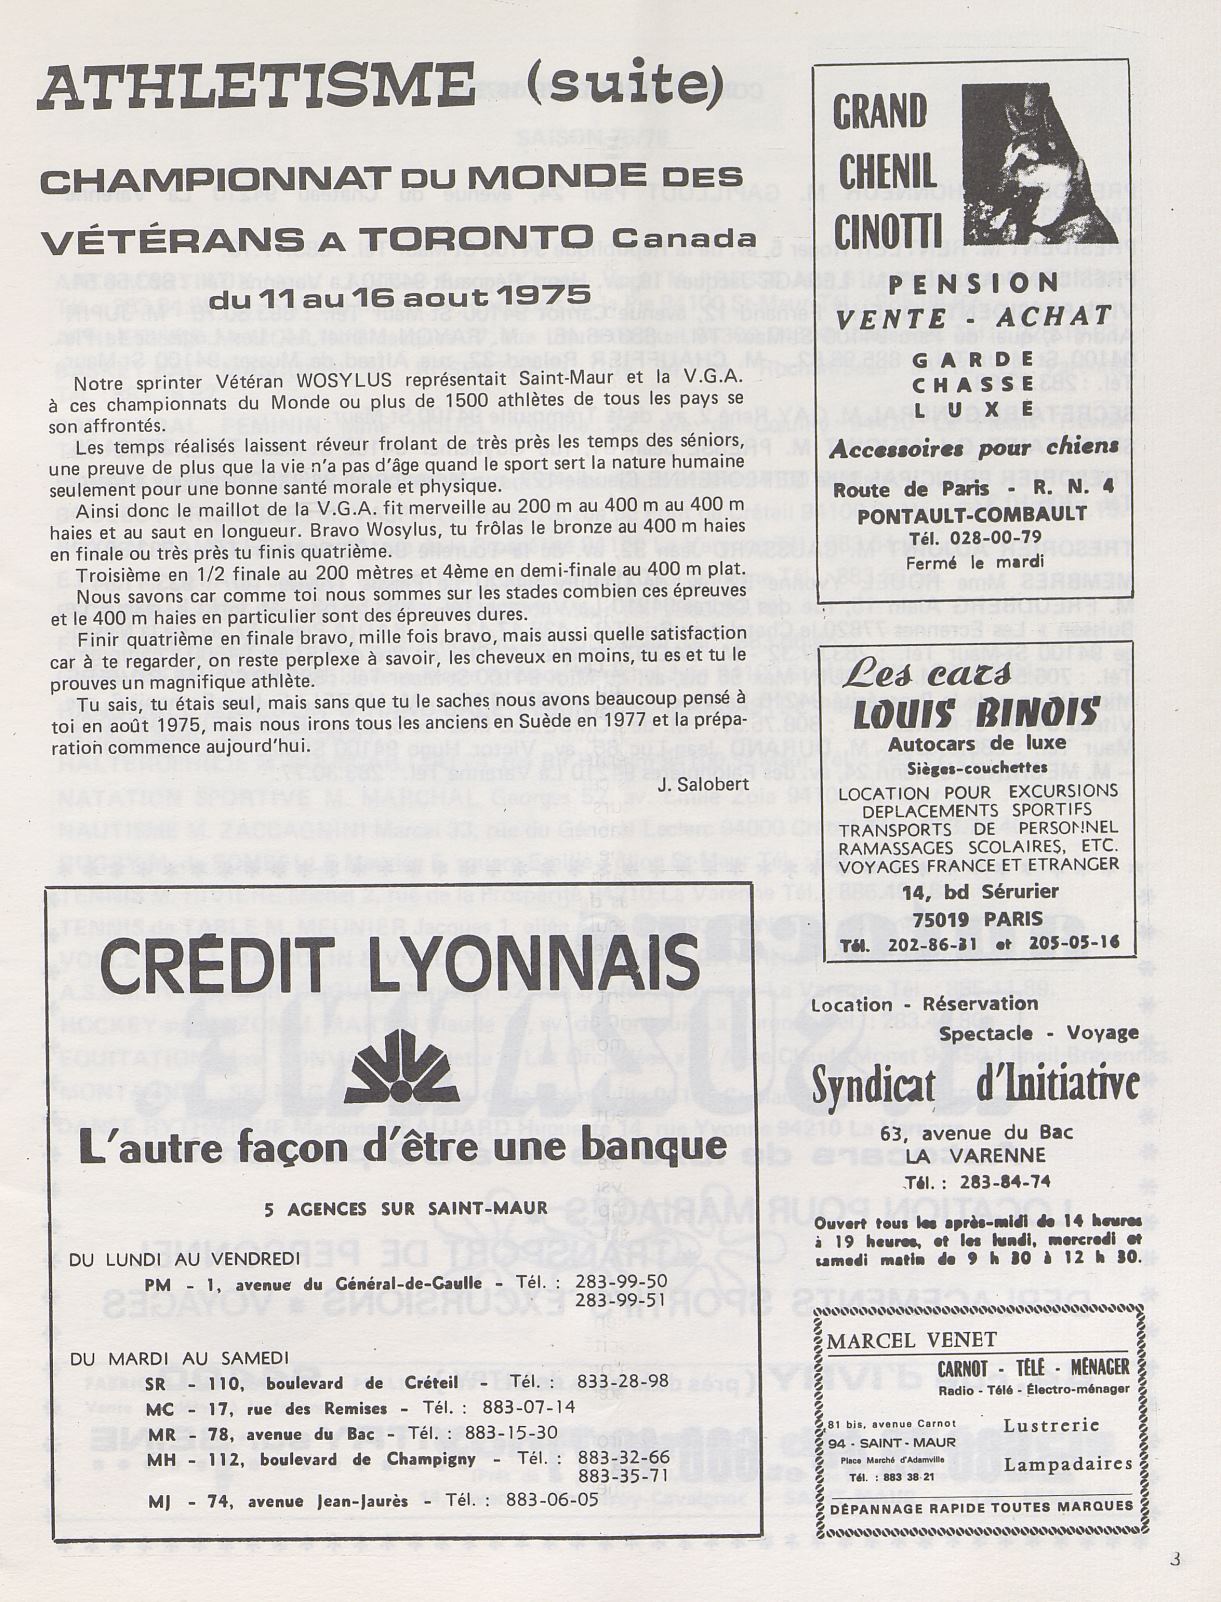 ATHLETISME (suite)
CHAMPIONNAT DU MONDE DES
VÉTÉRANS A TORONTO Canada
du 11 au 16 aout 1975
Notre sprinter Vétéran WOSYLUS représentait Saint-Maur et la V.G.A.
à ces championnats du Monde ou plus de 1500 athlètes de tous les pays se
son affrontés.
Les temps réalisés laissent réveur frolant de très près les temps des séniors,
une preuve de plus que la vie n'a pas d'âge quand le sport sert la nature humaine
seulement pour une bonne santé morale et physique.
Ainsi donc le maillot de la V.G.A. fit merveille au 200 m au 400 m au 400 m
haies et au saut en longueur. Bravo Wosylus, tu frôlas le bronze au 400 m haies
en finale ou très près tu finis quatrième.
Troisième en 1/2 finale au 200 mètres et 4ème en demi-finale au 400 m plat.
Nous savons car comme toi nous sommes sur les stades combien ces épreuves
et le 400 m haies en particulier sont des épreuves dures.
Finir quatrième en finale bravo, mille fois bravo, mais aussi quelle satisfaction
car à te regarder, on reste perplexe à savoir, les cheveux en moins, tu es et tu le
prouves un magnifique athlète.
Tu sais, tu étais seul, mais sans que tu le saches nous avons beaucoup pensé à
toi en août 1975, mais nous irons tous les anciens en Suède en 1977 et la prépa-
ration commence aujourd'hui.
J. Salobert
CRÉDIT LYONNAIS
L'autre façon d'être une banque
5 AGENCES SUR SAINT-MAUR
DU LUNDI AU VENDREDI
PM - 1, avenue du Général-de-Gaulle - Tél. : 283-99-50
283-99-51
DU MARDI AU SAMEDI
SR - 110, boulevard de Créteil - Tél. : 833-28-98
MC - 17, rue des Remises - Tél. : 883-07-14
MR - 78, avenue du Bac - Tél. : 883-15-30
MH - 112, boulevard de Champigny - Tél. : 883-32-66
883-35-71
MJ - 74, avenue Jean-Jaurès - Tél. : 883-06-05
GRAND
CHENIL
CINOTTI
PENSION
VENTE - ACHAT
GARDE
CHASSE
LUXE
Accessoires pour chiens
Route de Paris - R. N. 4
PONTAULT-COMBAULT
Tél. 028-00-79
Fermé le mardi
Les cars
LOUIS BINOIS
Autocars de luxe
Sièges-couchettes
LOCATION POUR EXCURSIONS
DEPLACEMENTS SPORTIFS
TRANSPORTS DE PERSONNEL
RAMASSAGES SCOLAIRES, ETC.
VOYAGES FRANCE ET ETRANGER
14, bd Sérurier
75019 PARIS
Tél. 202-86-31 et 205-05-16
Location - Réservation
Spectacle - Voyage
Syndicat d'Initiative
63, avenue du Bac
LA VARENNE
Tél. : 283-84-74
Ouvert tous les après-midi de 14 heures
à 19 heures, et les lundi, mercredi et
samedi matin de 9 h 30 à 12 h 30.
MARCEL VENET
CARNOT - TÉLÉ - MÉNAGER
Radio - Télé - Électro-ménager
81 bis, avenue Carnot
94 - SAINT-MAUR
Place Marché d'Adamville
Tél. : 883 38 21
Lustrerie
Lampadaires
DÉPANNAGE RAPIDE TOUTES MARQUES
3